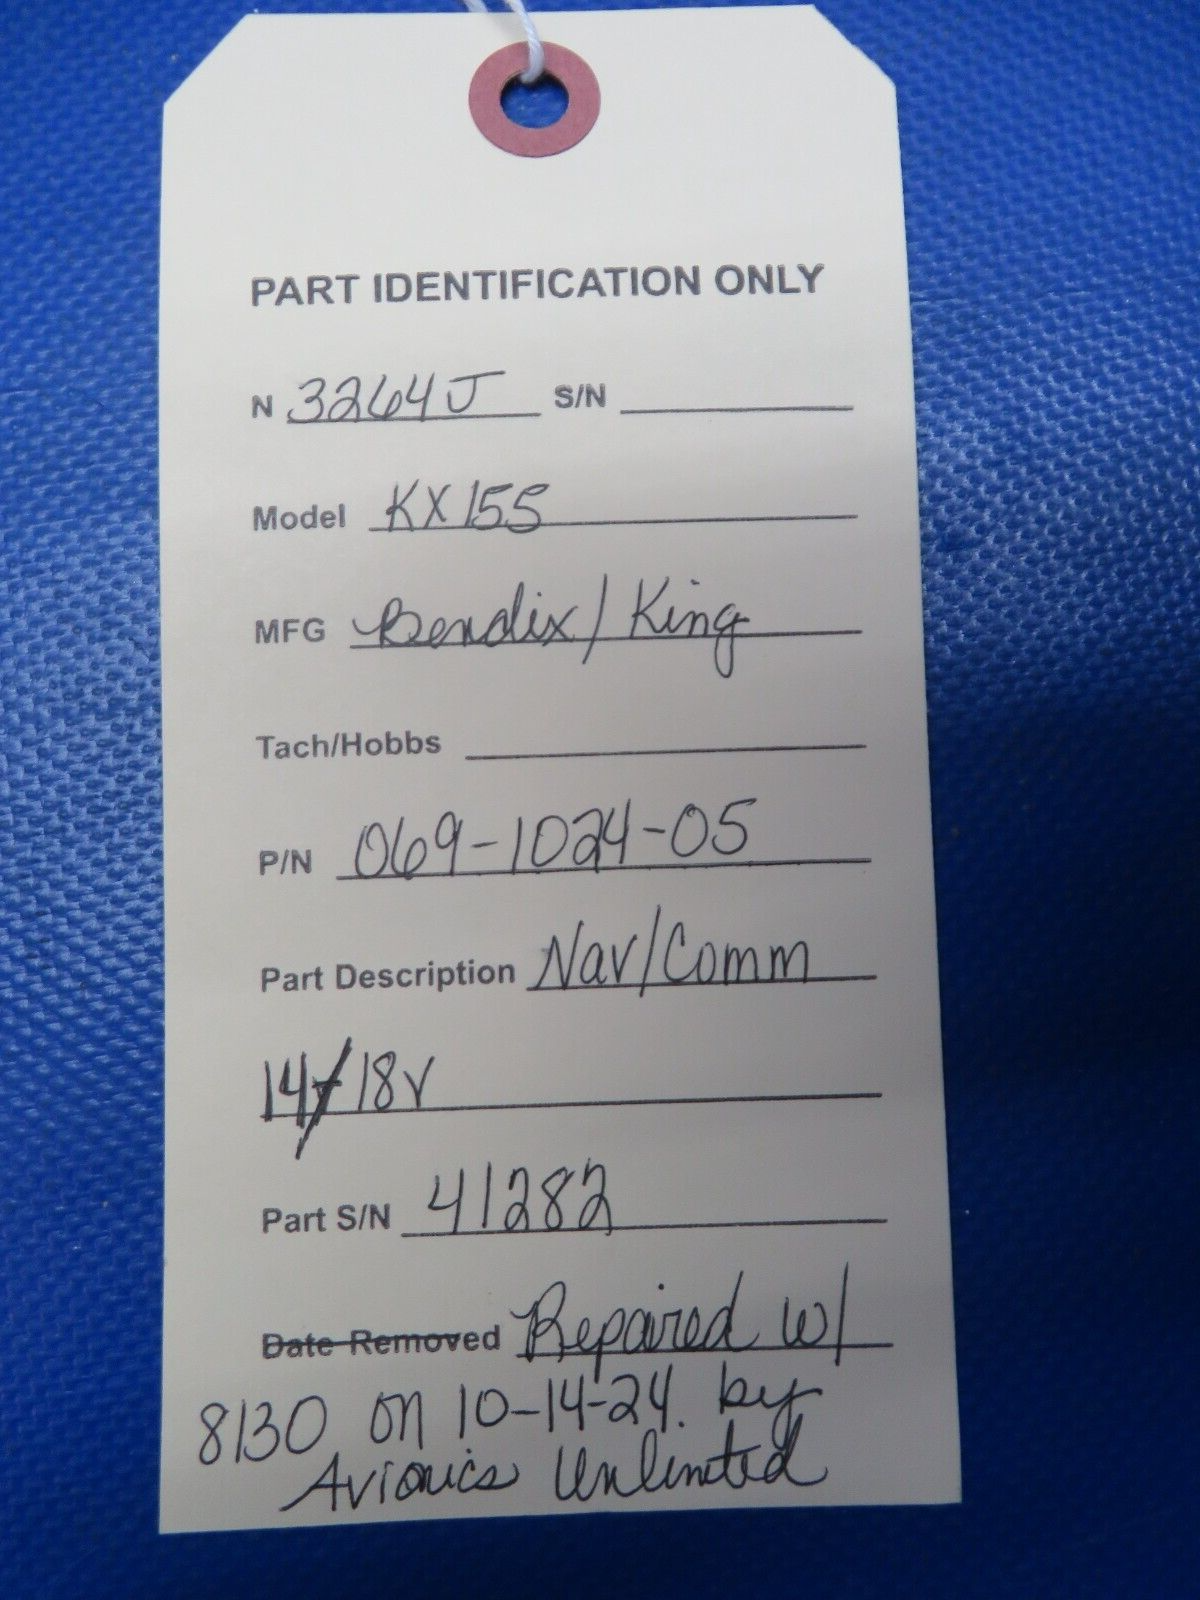 PART IDENTIFICATION ONLY
N 3264J S/N
Model KX155
MFG Bendix/King
Tach/Hobbs
P/N 069-1024-05
Part Description Nav/Comm
14/18V
Part S/N 41282
Date Removed Repaired w/
8130 on 10-14-24. by
Avionics Unlimited